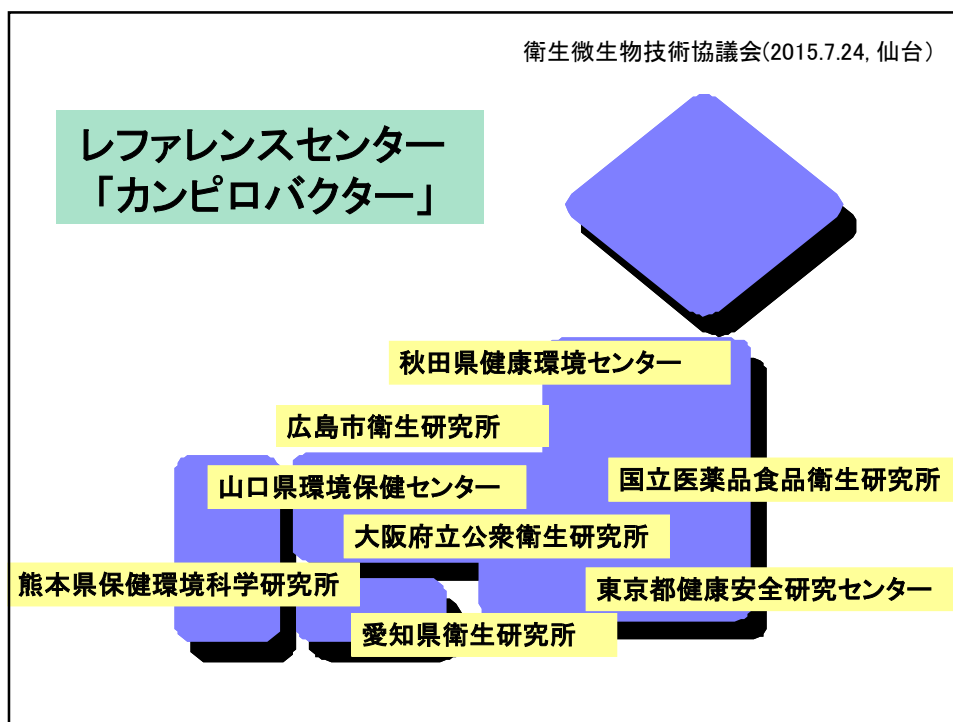 衛生微生物技術協議会(2015.7.24, 仙台）
レファレンスセンター
「カンピロバクター」
秋田県健康環境センター
広島市衛生研究所
山口県環境保健センター
国立医薬品食品衛生研究所
大阪府立公衆衛生研究所
熊本県保健環境科学研究所
東京都健康安全研究センター
愛知県衛生研究所